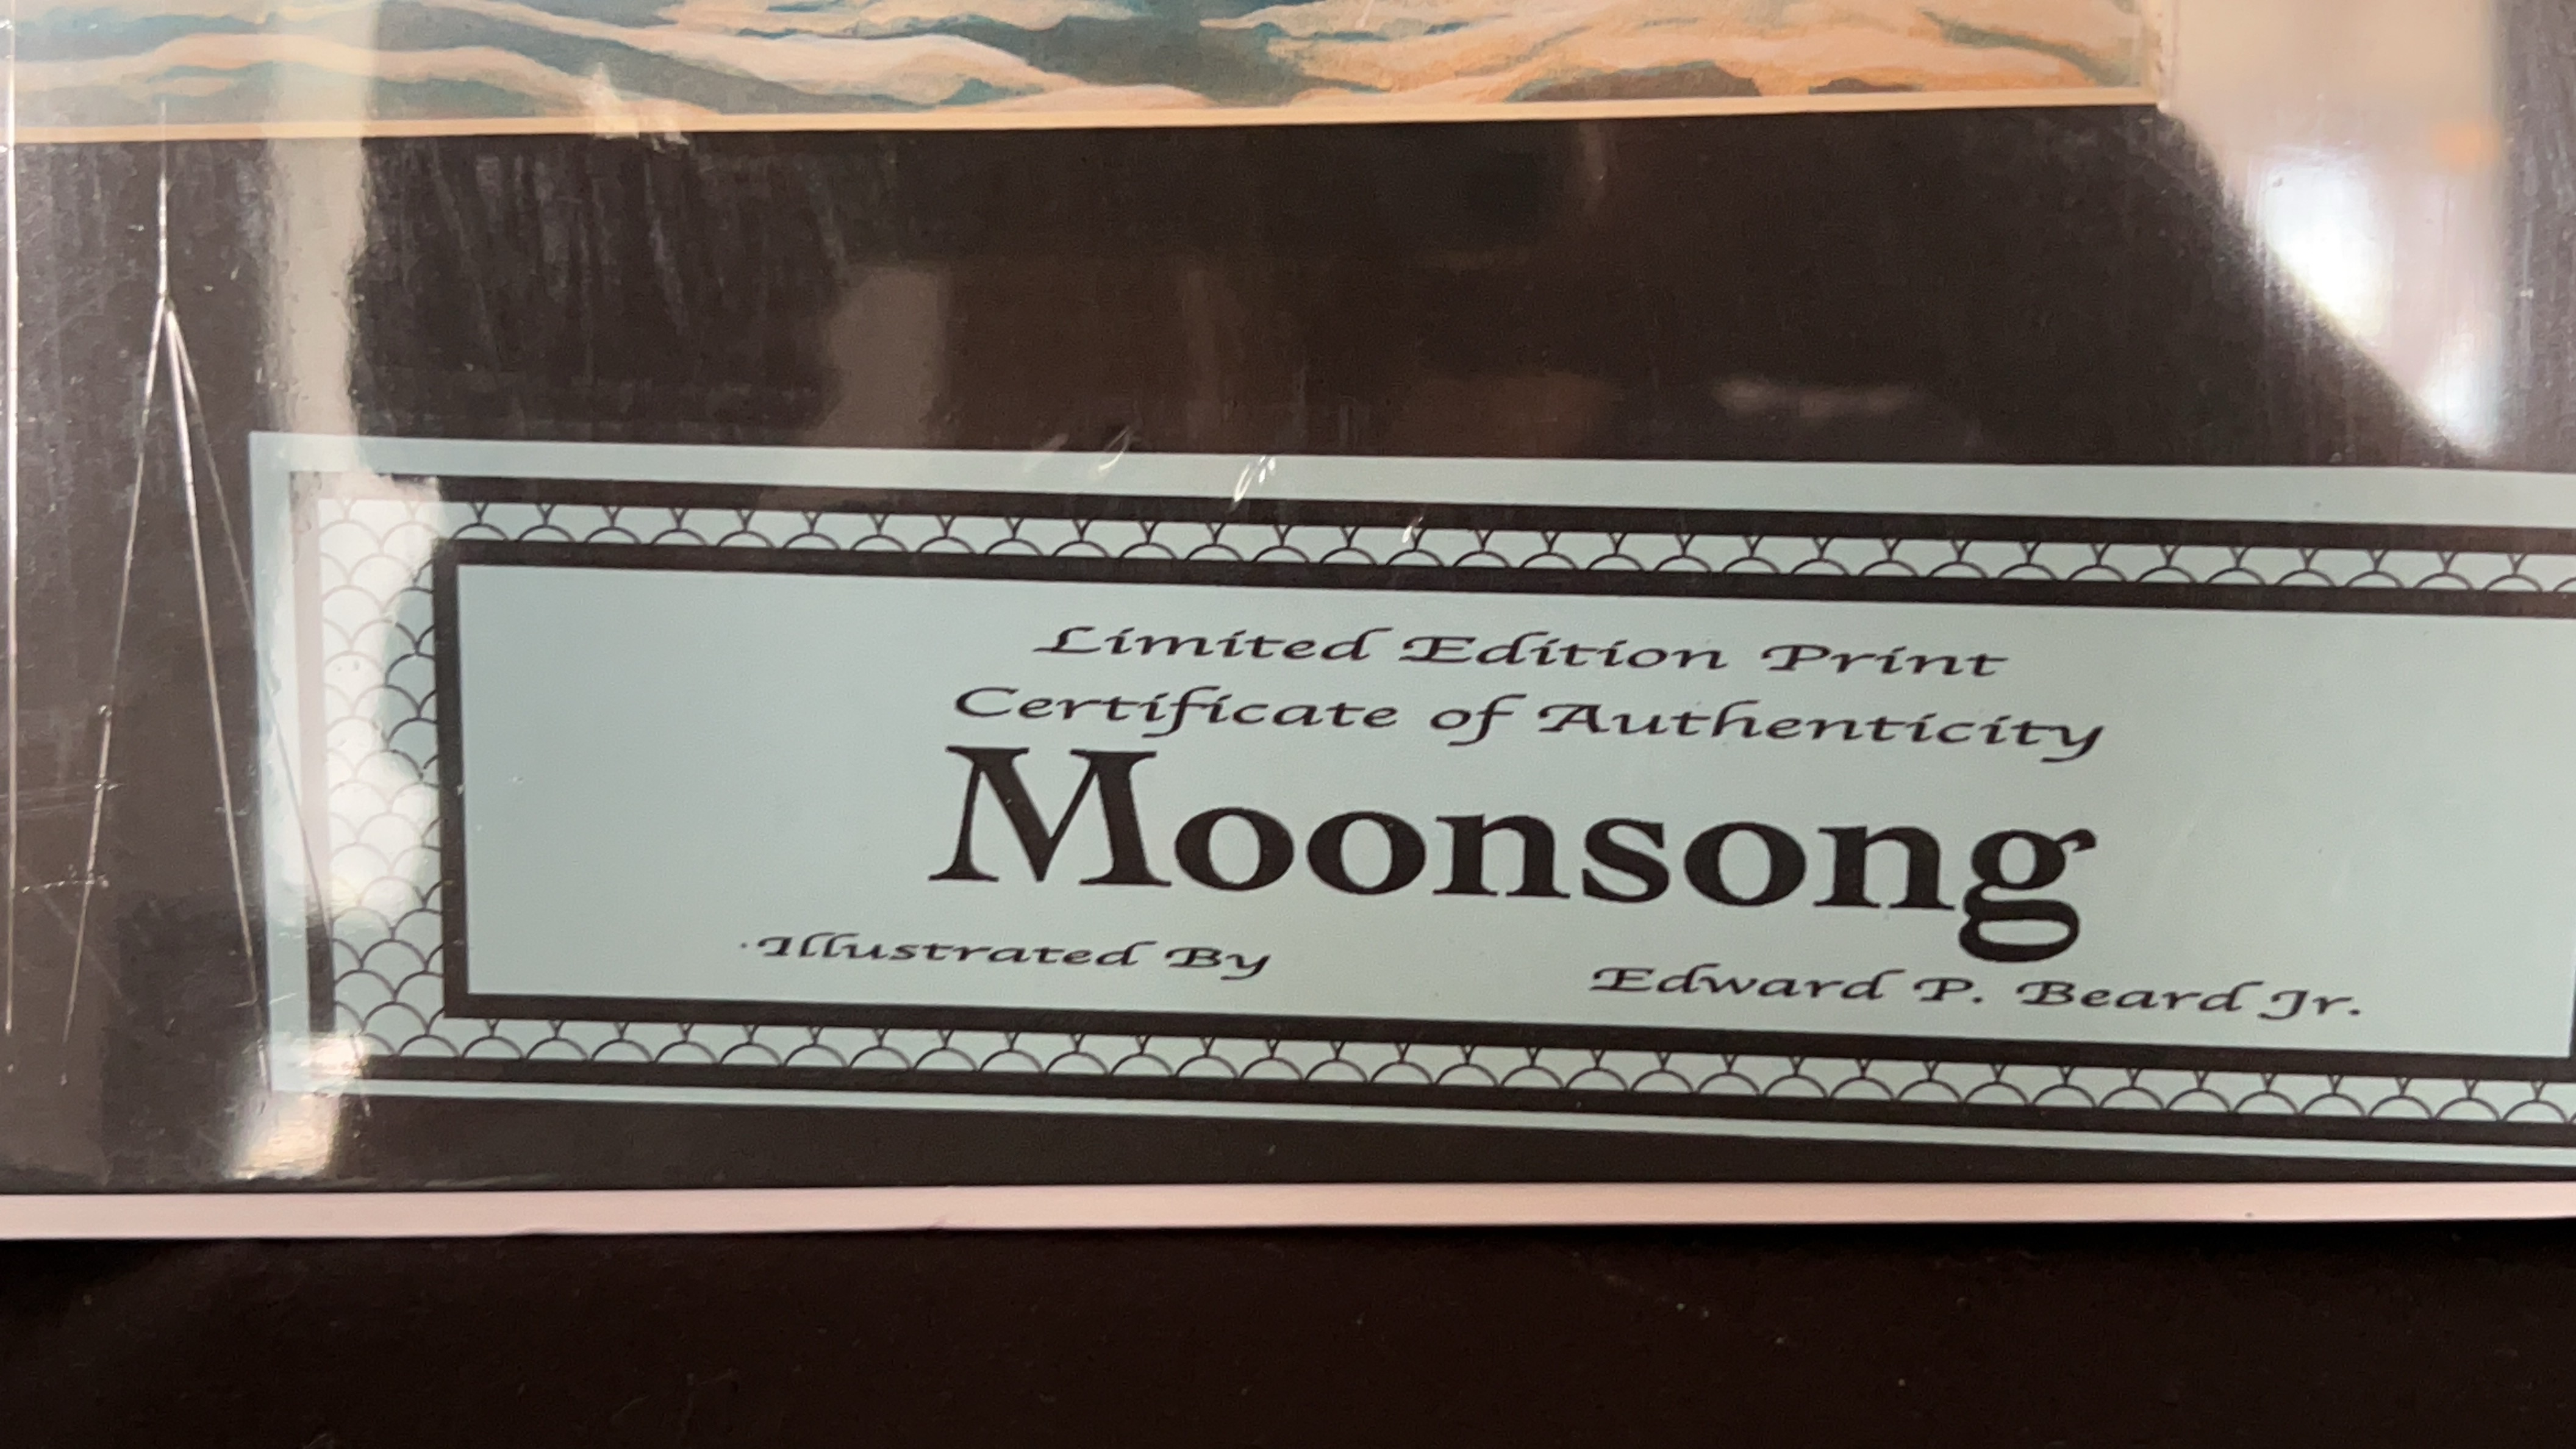 Limited Edition Print
Certificate of Authenticity
Moonsong
Illustrated By
Edward P. Beard Jr.